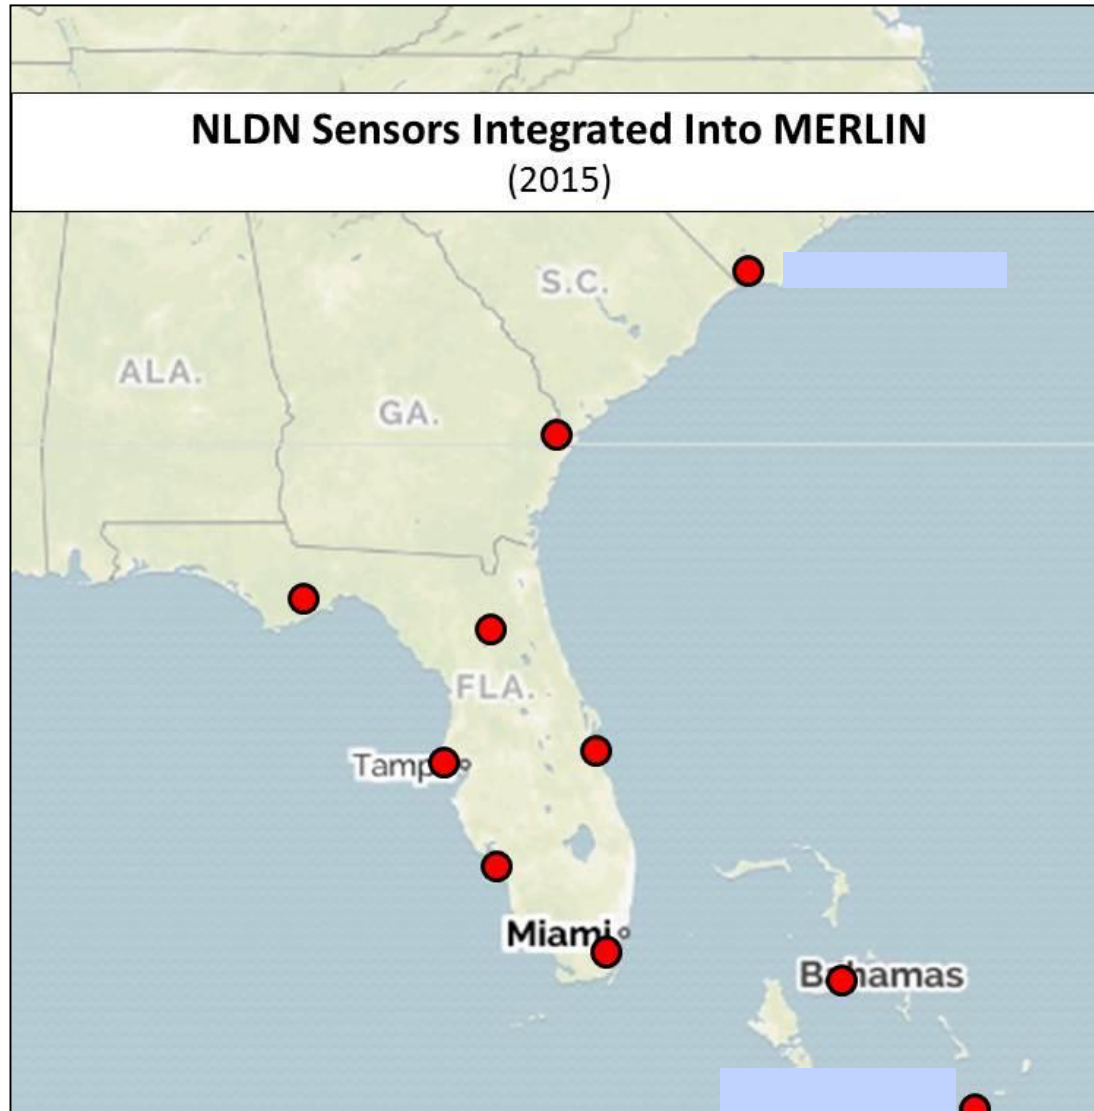 NLDN Sensors Integrated Into MERLIN
(2015)
S.C.
ALA.
GA.
FLA.
Miami